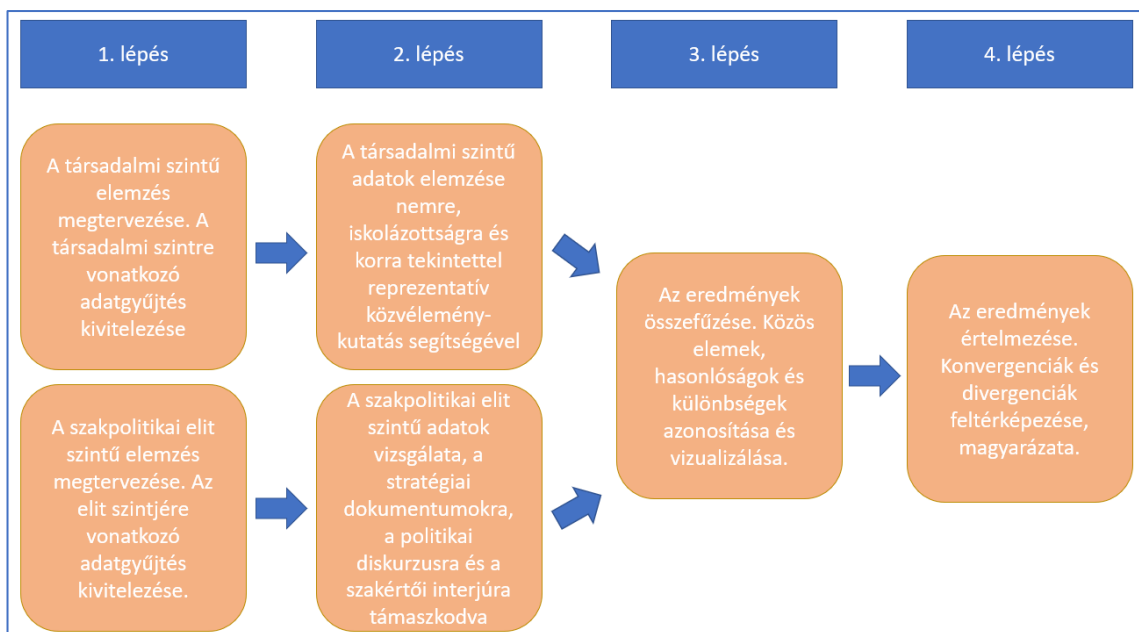 1. lépés
2. lépés
3. lépés
4. lépés
A társadalmi szintű
elemzés
megtervezése. A
társadalmi szintre
vonatkozó
adatgyűjtés
kivitelezése
A társadalmi szintű
adatok elemzése
nemre,
iskolázottságra és
korra tekintettel
reprezentatív
közvélemény-
kutatás segítségével
A szakpolitikai elit
szintű elemzés
megtervezése. Az
elit szintjére
vonatkozó
adatgyűjtés
kivitelezése.
A szakpolitikai elit
szintű adatok
vizsgálata, a
stratégiai
dokumentumokra,
a politikai
diskurzusra és a
szakértői interjúra
támaszkodva
Az eredmények
összefűzése. Közös
elemek,
hasonlóságok és
különbségek
azonosítása és
vizualizálása.
Az eredmények
értelmezése.
Konvergenciák és
divergenciák
feltérképezése,
magyarázata.